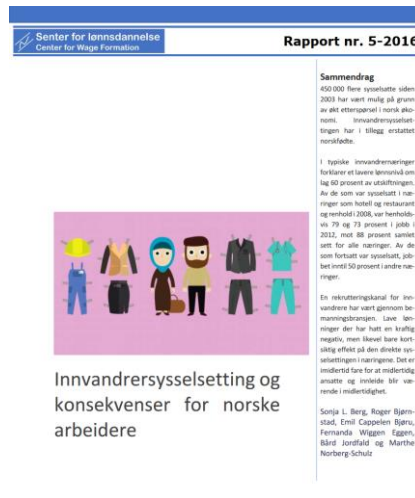 Senter for lønnsdannelse
Center for Wage Formation
Rapport nr. 5-2016
Innvandrersysselsetting og
konsekvenser for norske
arbeidere
Sammendrag
450 000 flere sysselsatte siden
2003 har vært mulig på grunn
av økt etterspørsel i norsk øko-
nomi. Innvandrersysselset-
tingen har i tillegg erstattet
norskfødte.
I typiske innvandrernæringer
forklarer et lavere lønnsnivå om
lag 60 prosent av utskiftningen.
Av de som var sysselsatt i næ-
ringer som hotell og restaurant
og renhold i 2008, var henholds-
vis 79 og 73 prosent i jobb i
2012, mot 88 prosent samlet
sett for alle næringer. Av de
som fortsatt var sysselsatt, job-
bet inntil 50 prosent i andre næ-
ringer.
En rekrutteringskanal for inn-
vandrere har vært gjennom be-
manningsbransjen. Lave løn-
ninger der har hatt en kraftig
negativ, men likevel bare kort-
siktig effekt på den direkte sys-
selsettingen i næringene. Det er
imidlertid fare for at midlertidig
ansatte og innleide blir væ-
rende i midlertidighet.
Sonja L. Berg, Roger Bjørn-
stad, Emil Cappelen Bjøru,
Fernanda Wiggen Eggen,
Bård Jordfald og Marthe
Norberg-Schulz